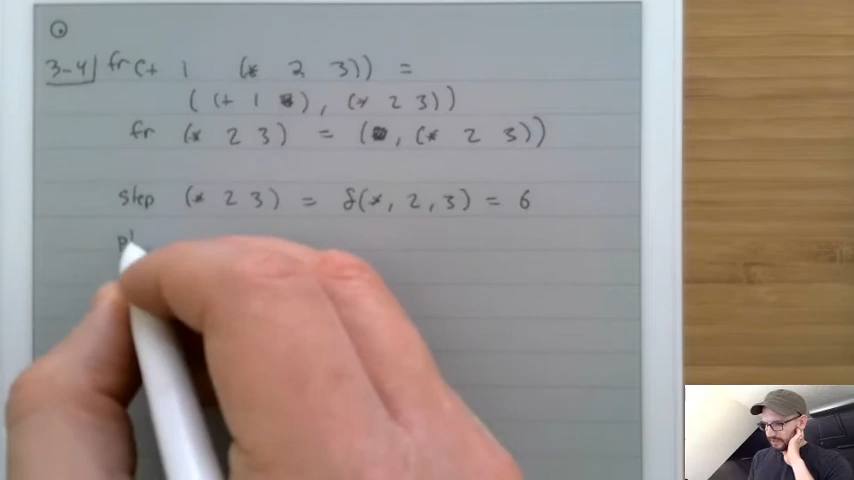 3-4| fr (+ 1 (* 2 3)) =
((+ 1 ■), (* 2 3))
fr (* 2 3) = (■, (* 2 3))
step (* 2 3) = δ(*, 2, 3) = 6
pl